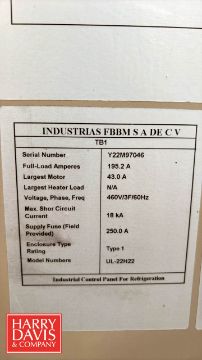 INDUSTRIAS FBBM S A DE C V
TB1
Serial Number Y22M97046
Full-Load Amperes 195.2 A
Largest Motor 43.0 A
Largest Heater Load N/A
Voltage, Phase, Freq 460V/3F/60Hz
Max. Shor Circuit
Current 18 kA
Supply Fuse (Field
Provided) 250.0 A
Enclosure Type
Rating Type 1
Model Numbers UL-22H22
Industrial Control Panel For Refrigeration
HARRY
DAVIS
& COMPANY